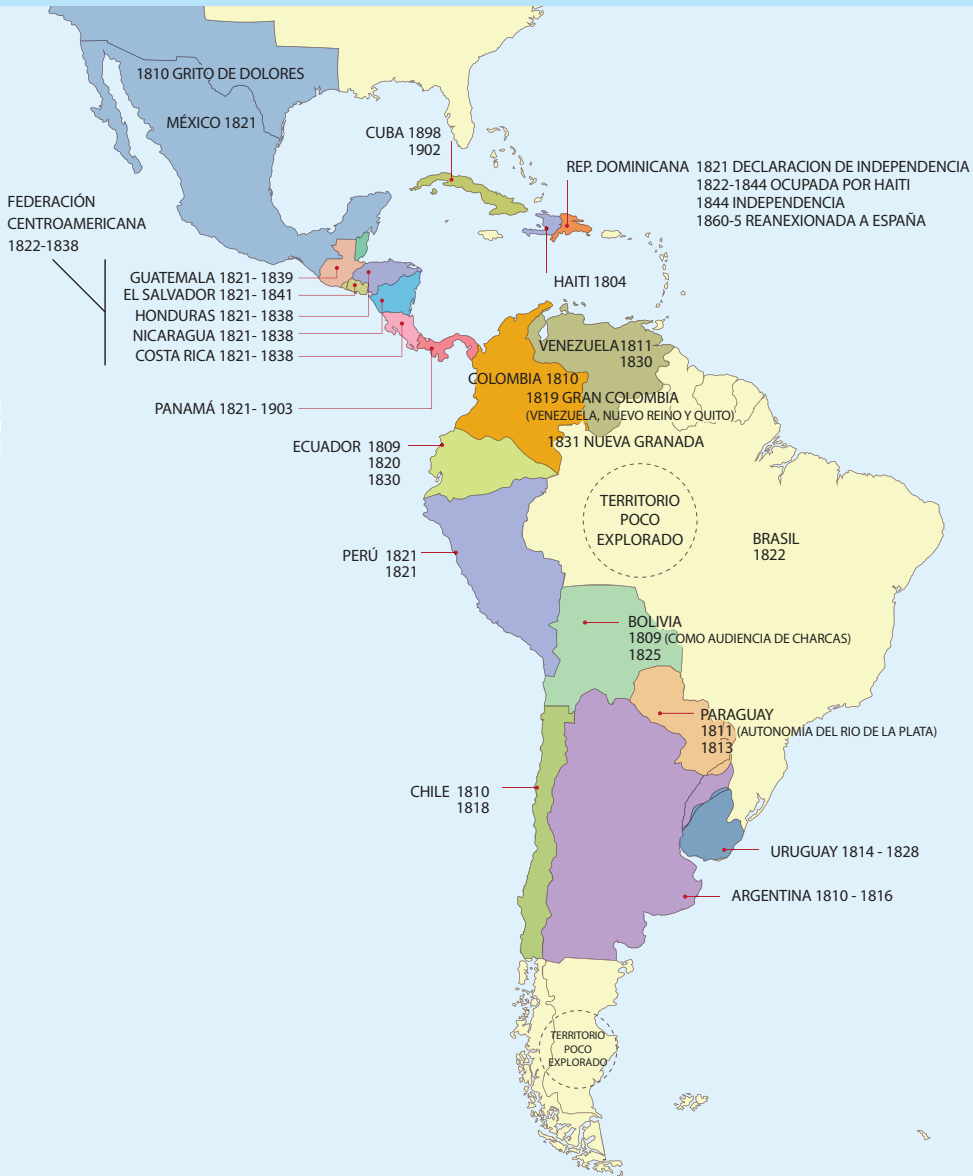 1810 GRITO DE DOLORES
MÉXICO 1821
CUBA 1898
1902
REP. DOMINICANA 1821 DECLARACION DE INDEPENDENCIA
1822-1844 OCUPADA POR HAITI
1844 INDEPENDENCIA
1860-5 REANEXIONADA A ESPAÑA
HAITI 1804
FEDERACIÓN
CENTROAMERICANA
1822-1838
GUATEMALA 1821- 1839
EL SALVADOR 1821- 1841
HONDURAS 1821- 1838
NICARAGUA 1821- 1838
COSTA RICA 1821- 1838
PANAMÁ 1821- 1903
VENEZUELA 1811
1830
COLOMBIA 1810
1819 GRAN COLOMBIA
(VENEZUELA, NUEVO REINO Y QUITO)
1831 NUEVA GRANADA
ECUADOR 1809
1820
1830
TERRITORIO
POCO
EXPLORADO
BRASIL
1822
PERÚ 1821
1821
BOLIVIA
1809 (COMO AUDIENCIA DE CHARCAS)
1825
PARAGUAY
1811 (AUTONOMÍA DEL RIO DE LA PLATA)
1813
CHILE 1810
1818
URUGUAY 1814 - 1828
ARGENTINA 1810 - 1816
TERRITORIO
POCO
EXPLORADO